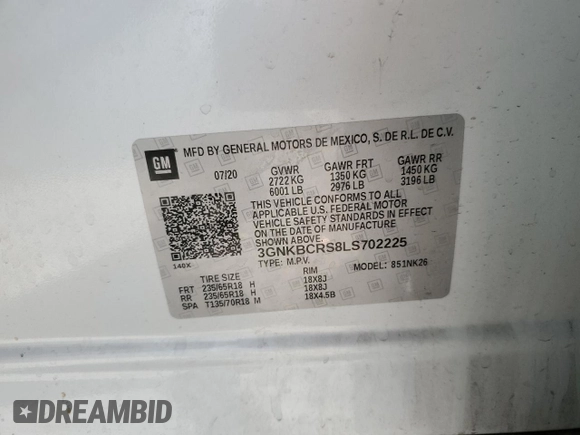 GM
MFD BY GENERAL MOTORS DE MEXICO, S. DE R.L. DE C.V.
07/20 GVWR GAWR FRT GAWR RR
2722 KG 1350 KG 1450 KG
6001 LB 2976 LB 3196 LB
THIS VEHICLE CONFORMS TO ALL
APPLICABLE U.S. FEDERAL MOTOR
VEHICLE SAFETY STANDARDS IN EFFECT
ON THE DATE OF MANUFACTURE
SHOWN ABOVE.
3GNKBCRS8LS702225
TYPE: M.P.V. MODEL: 851NK26
140X
TIRE SIZE RIM
FRT 235/65R18 H 18X8J
RR 235/65R18 H 18X8J
SPA T135/70R18 M 18X4.5B
DREAMBID